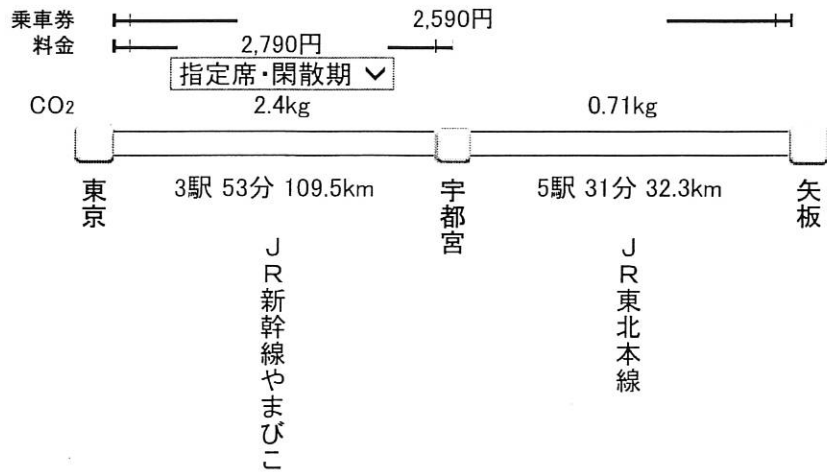 乗車券 2,590円
料金 2,790円
指定席・閑散期
CO2 2.4kg 0.71kg
東京
3駅 53分 109.5km
宇都宮
5駅 31分 32.3km
矢板
JR新幹線やまびこ
JR東北本線